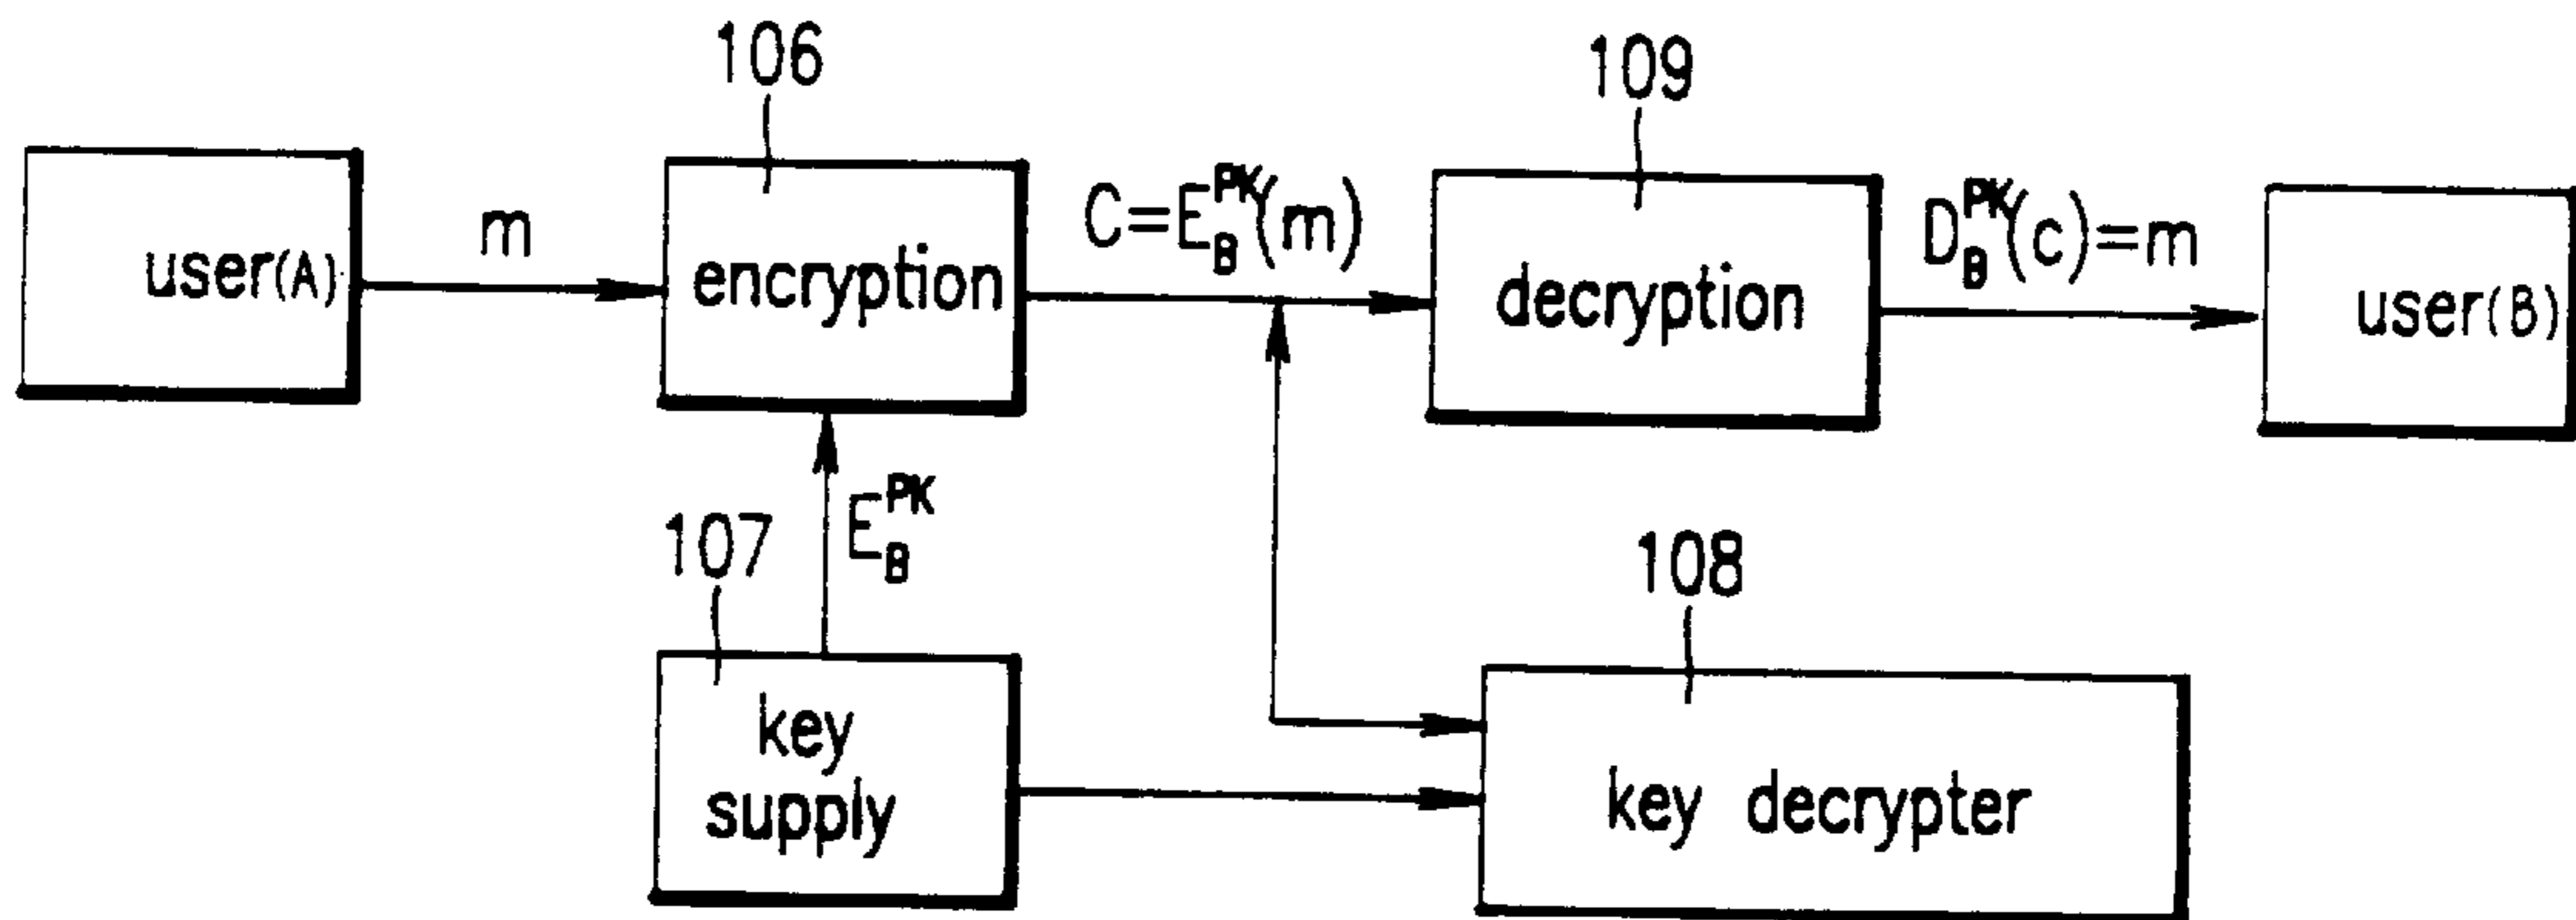 106
109
user(A)
m
encryption
C=E_B^PK(m)
decryption
D_B^PK(c)=m
user(B)
107
E_B^PK
108
key
supply
key decrypter